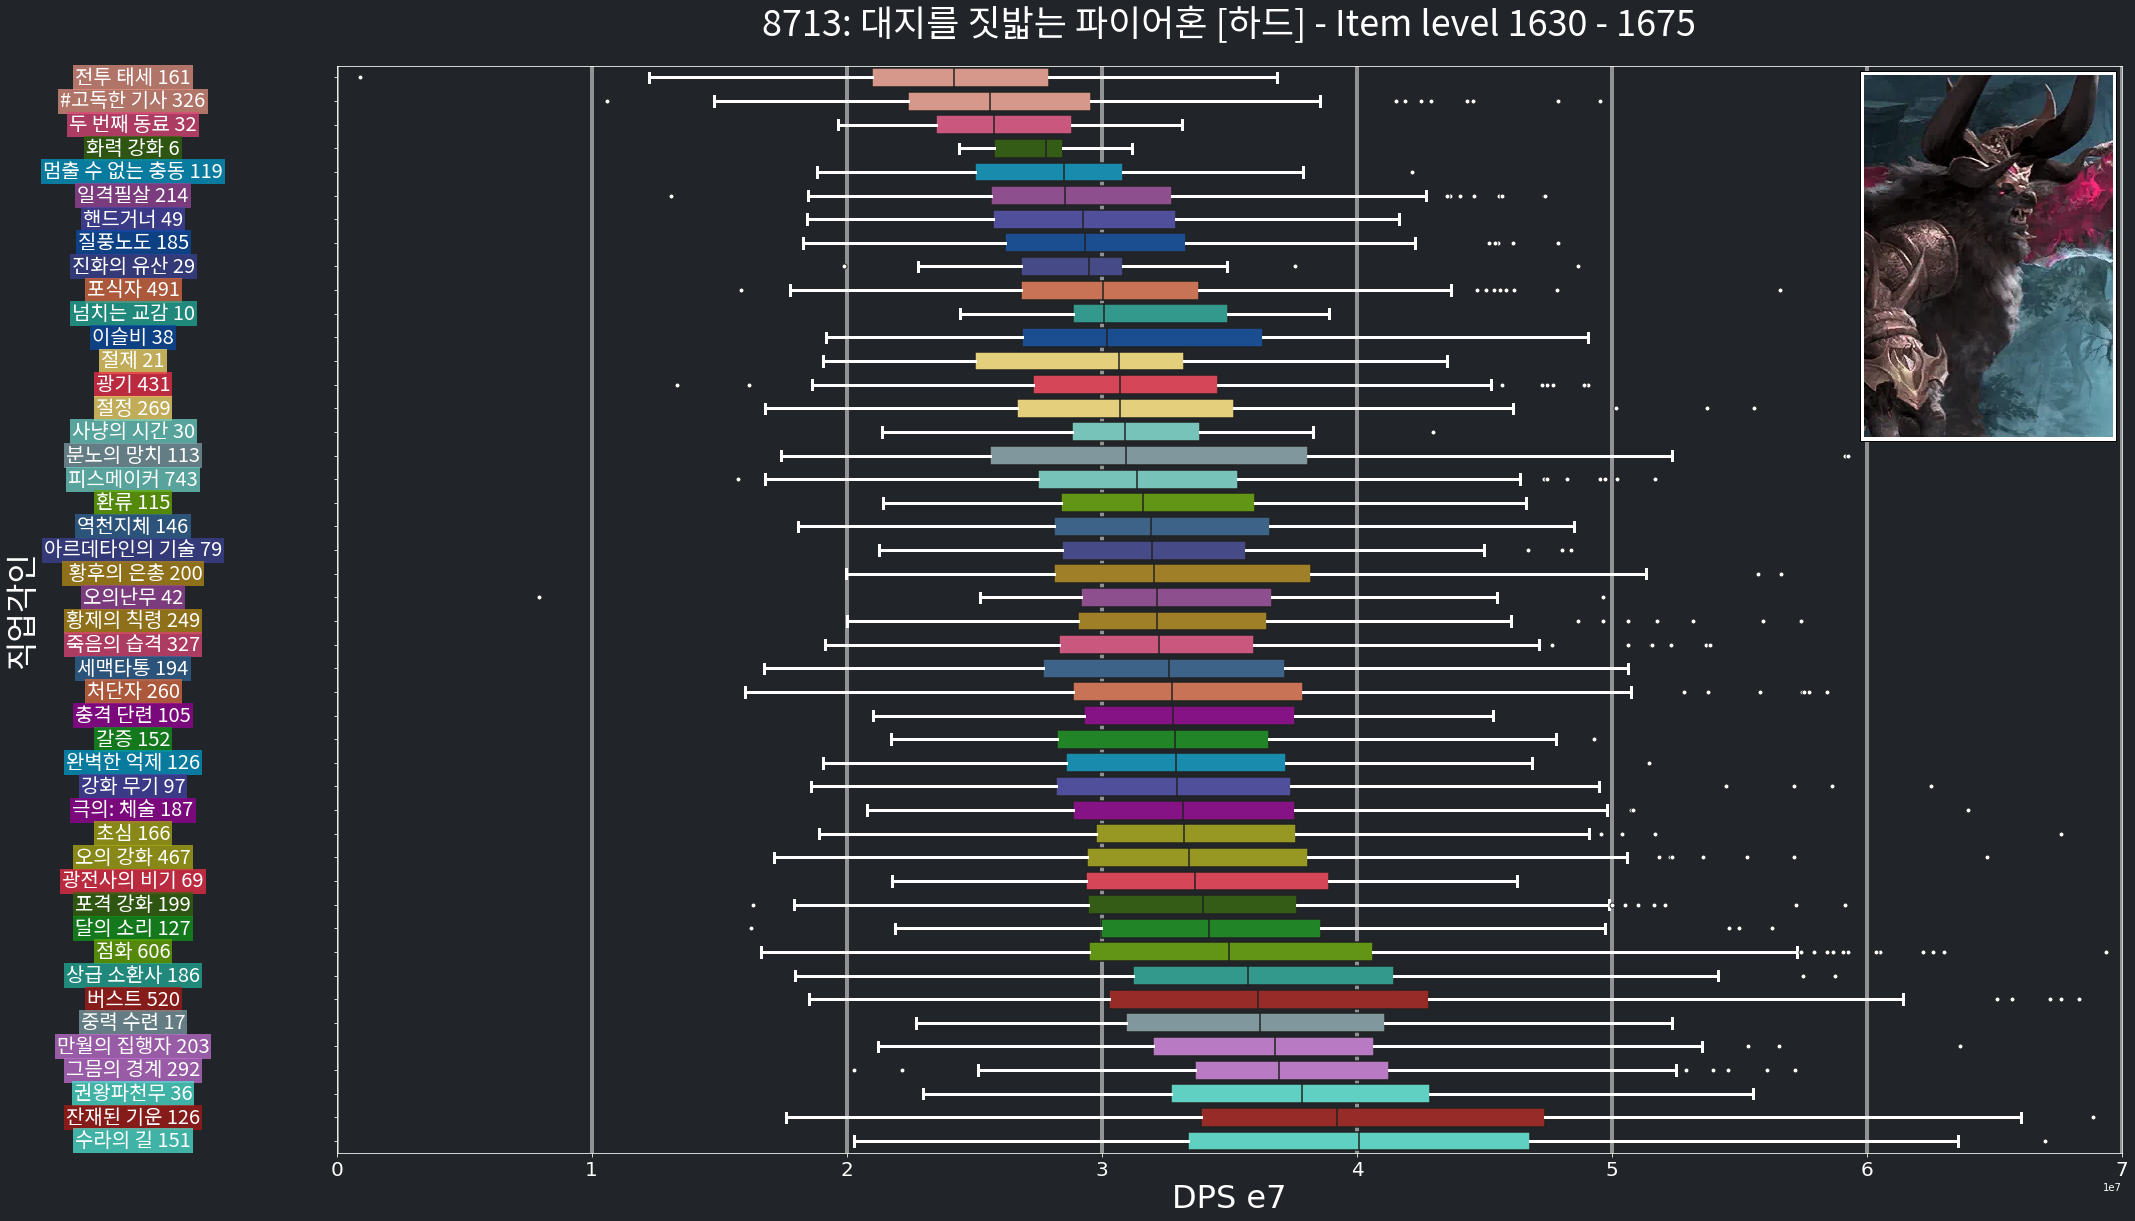 8713: 대지를 짓밟는 파이어혼 [하드] - Item level 1630 - 1675
전투 태세 161
#고독한 기사 326
두 번째 동료 32
화력 강화 6
멈출 수 없는 충동 119
일격필살 214
핸드거너 49
질풍노도 185
진화의 유산 29
포식자 491
넘치는 교감 10
이슬비 38
절제 21
광기 431
절정 269
사냥의 시간 30
분노의 망치 113
피스메이커 743
환류 115
역천지체 146
아르데타인의 기술 79
황후의 은총 200
오의난무 42
황제의 칙령 249
죽음의 습격 327
세맥타통 194
처단자 260
충격 단련 105
갈증 152
완벽한 억제 126
강화 무기 97
극의: 체술 187
초심 166
오의 강화 467
광전사의 비기 69
포격 강화 199
달의 소리 127
점화 606
상급 소환사 186
버스트 520
중력 수련 17
만월의 집행자 203
그믐의 경계 292
권왕파천무 36
잔재된 기운 126
수라의 길 151
직업각인
0 1 2 3 4 5 6 7
1e7
DPS e7